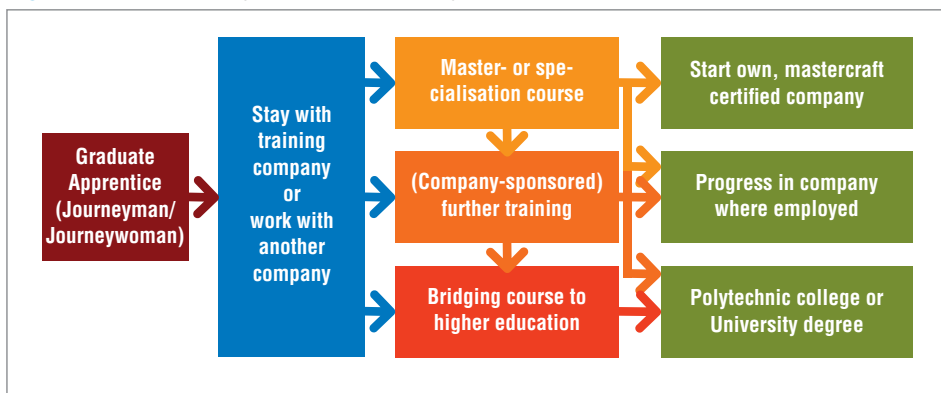 Graduate
Apprentice
(Journeyman/
Journeywoman)
Stay with
training
company
or
work with
another
company
Master- or spe-
cialisation course
(Company-sponsored)
further training
Bridging course to
higher education
Start own, mastercraft
certified company
Progress in company
where employed
Polytechnic college or
University degree